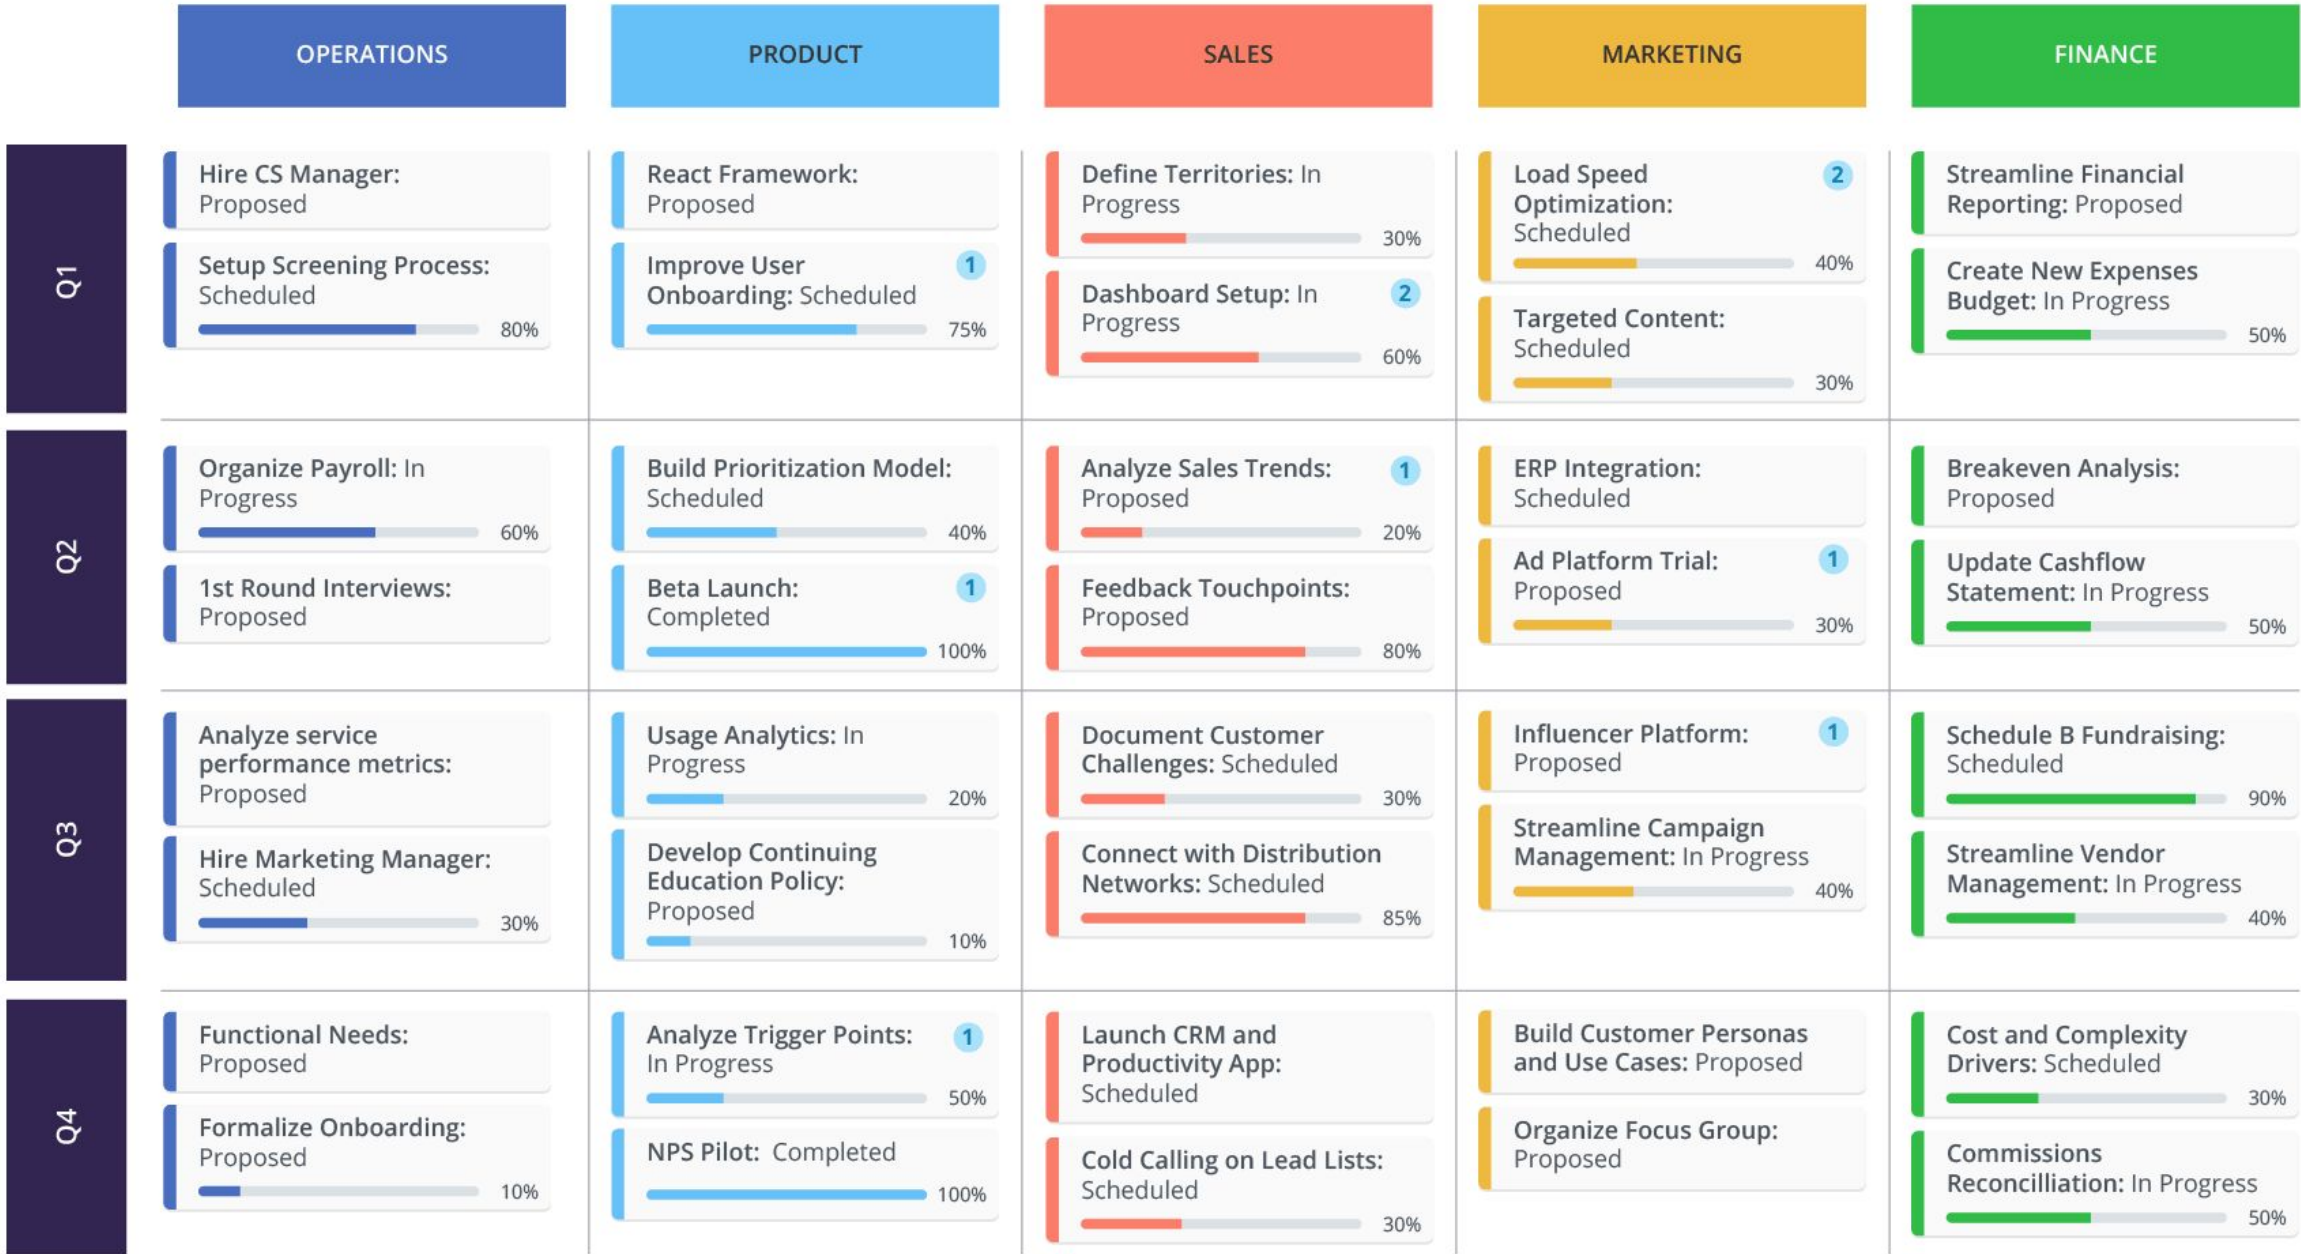 OPERATIONS
PRODUCT
SALES
MARKETING
FINANCE
Q1
Hire CS Manager:
Proposed
Setup Screening Process:
Scheduled
80%
React Framework:
Proposed
Improve User
Onboarding: Scheduled
1
75%
Define Territories: In
Progress
30%
Dashboard Setup: In
Progress
2
60%
Load Speed
Optimization:
Scheduled
2
40%
Targeted Content:
Scheduled
30%
Streamline Financial
Reporting: Proposed
Create New Expenses
Budget: In Progress
50%
Q2
Organize Payroll: In
Progress
60%
1st Round Interviews:
Proposed
Build Prioritization Model:
Scheduled
40%
Beta Launch:
Completed
1
100%
Analyze Sales Trends:
Proposed
1
20%
Feedback Touchpoints:
Proposed
80%
ERP Integration:
Scheduled
Ad Platform Trial:
Proposed
1
30%
Breakeven Analysis:
Proposed
Update Cashflow
Statement: In Progress
50%
Q3
Analyze service
performance metrics:
Proposed
Hire Marketing Manager:
Scheduled
30%
Usage Analytics: In
Progress
20%
Develop Continuing
Education Policy:
Proposed
10%
Document Customer
Challenges: Scheduled
30%
Connect with Distribution
Networks: Scheduled
85%
Influencer Platform:
Proposed
1
Streamline Campaign
Management: In Progress
40%
Schedule B Fundraising:
Scheduled
90%
Streamline Vendor
Management: In Progress
40%
Q4
Functional Needs:
Proposed
Formalize Onboarding:
Proposed
10%
Analyze Trigger Points:
In Progress
1
50%
NPS Pilot: Completed
100%
Launch CRM and
Productivity App:
Scheduled
Cold Calling on Lead Lists:
Scheduled
30%
Build Customer Personas
and Use Cases: Proposed
Organize Focus Group:
Proposed
Cost and Complexity
Drivers: Scheduled
30%
Commissions
Reconcilliation: In Progress
50%